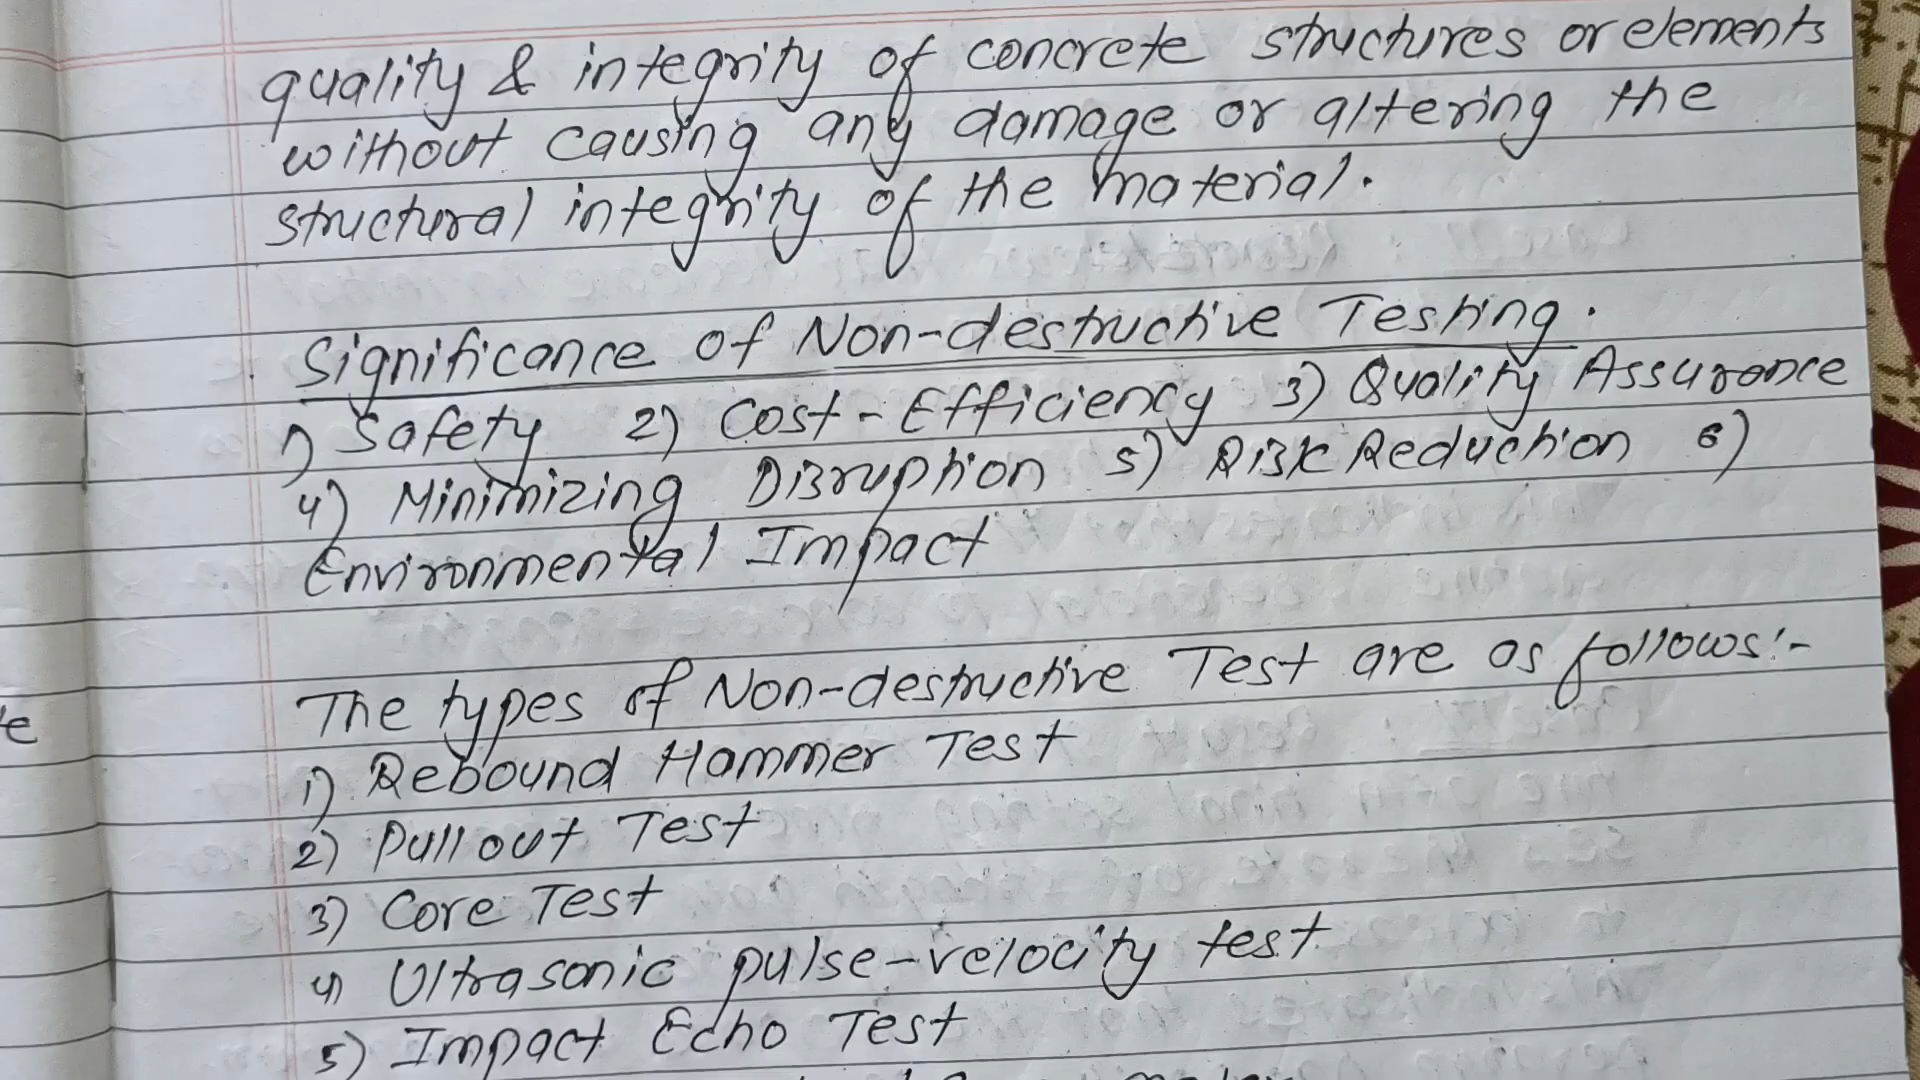 quality & integrity of concrete structures or elements
without causing any damage or altering the
structural integrity of the material.
Significance of Non-destructive Testing.
1) Safety 2) Cost-Efficiency 3) Quality Assurance
4) Minimizing Disruption 5) Risk Reduction 6)
Environmental Impact
The types of Non-destructive Test are as follows:-
1) Rebound Hammer Test
2) Pull out Test
3) Core Test
4) Ultrasonic pulse-velocity test
5) Impact Echo Test